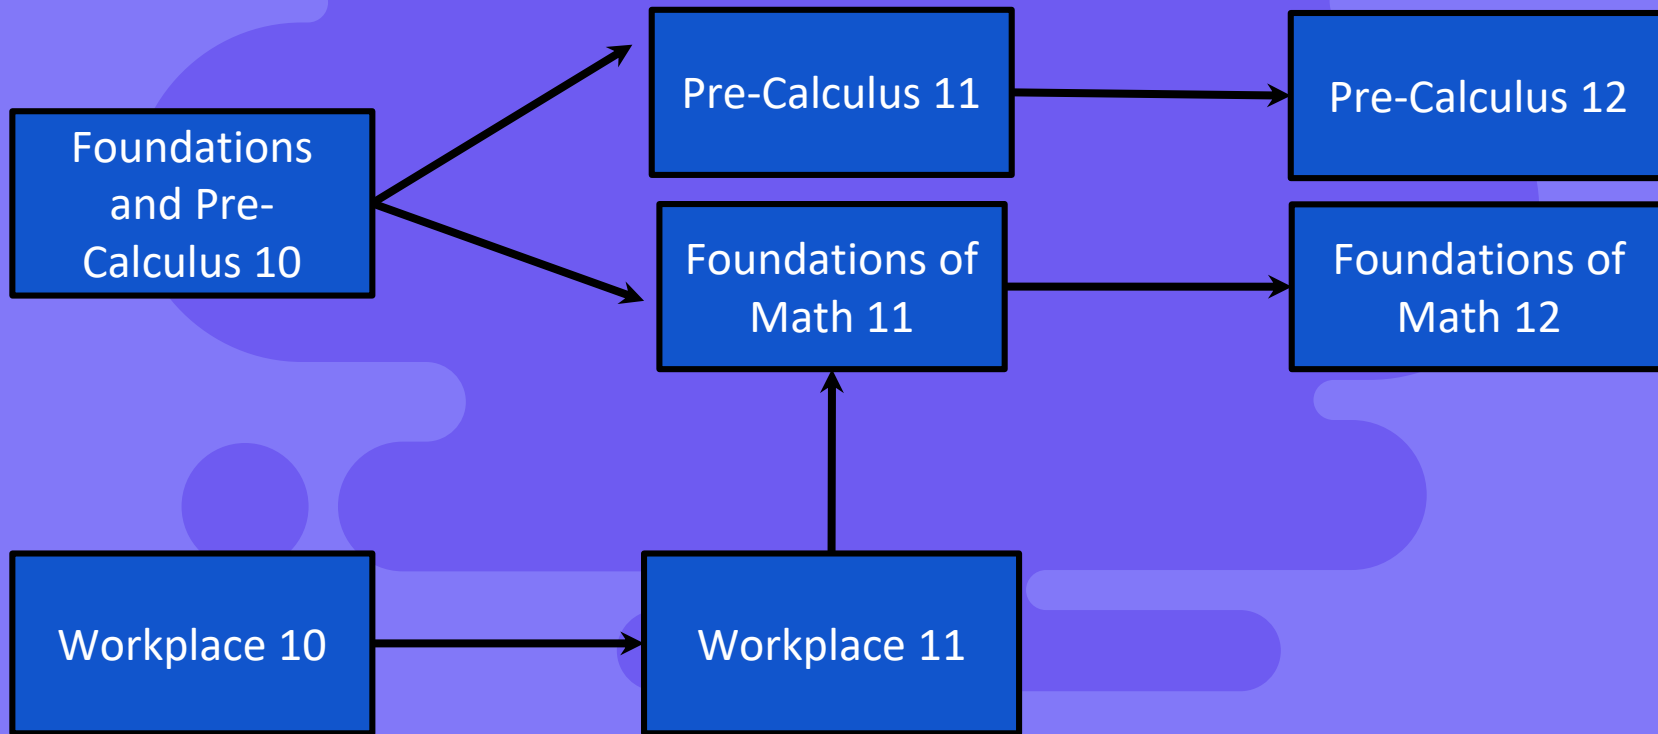 Pre-Calculus 11
Pre-Calculus 12
Foundations
and Pre-
Calculus 10
Foundations of
Math 11
Foundations of
Math 12
Workplace 10
Workplace 11